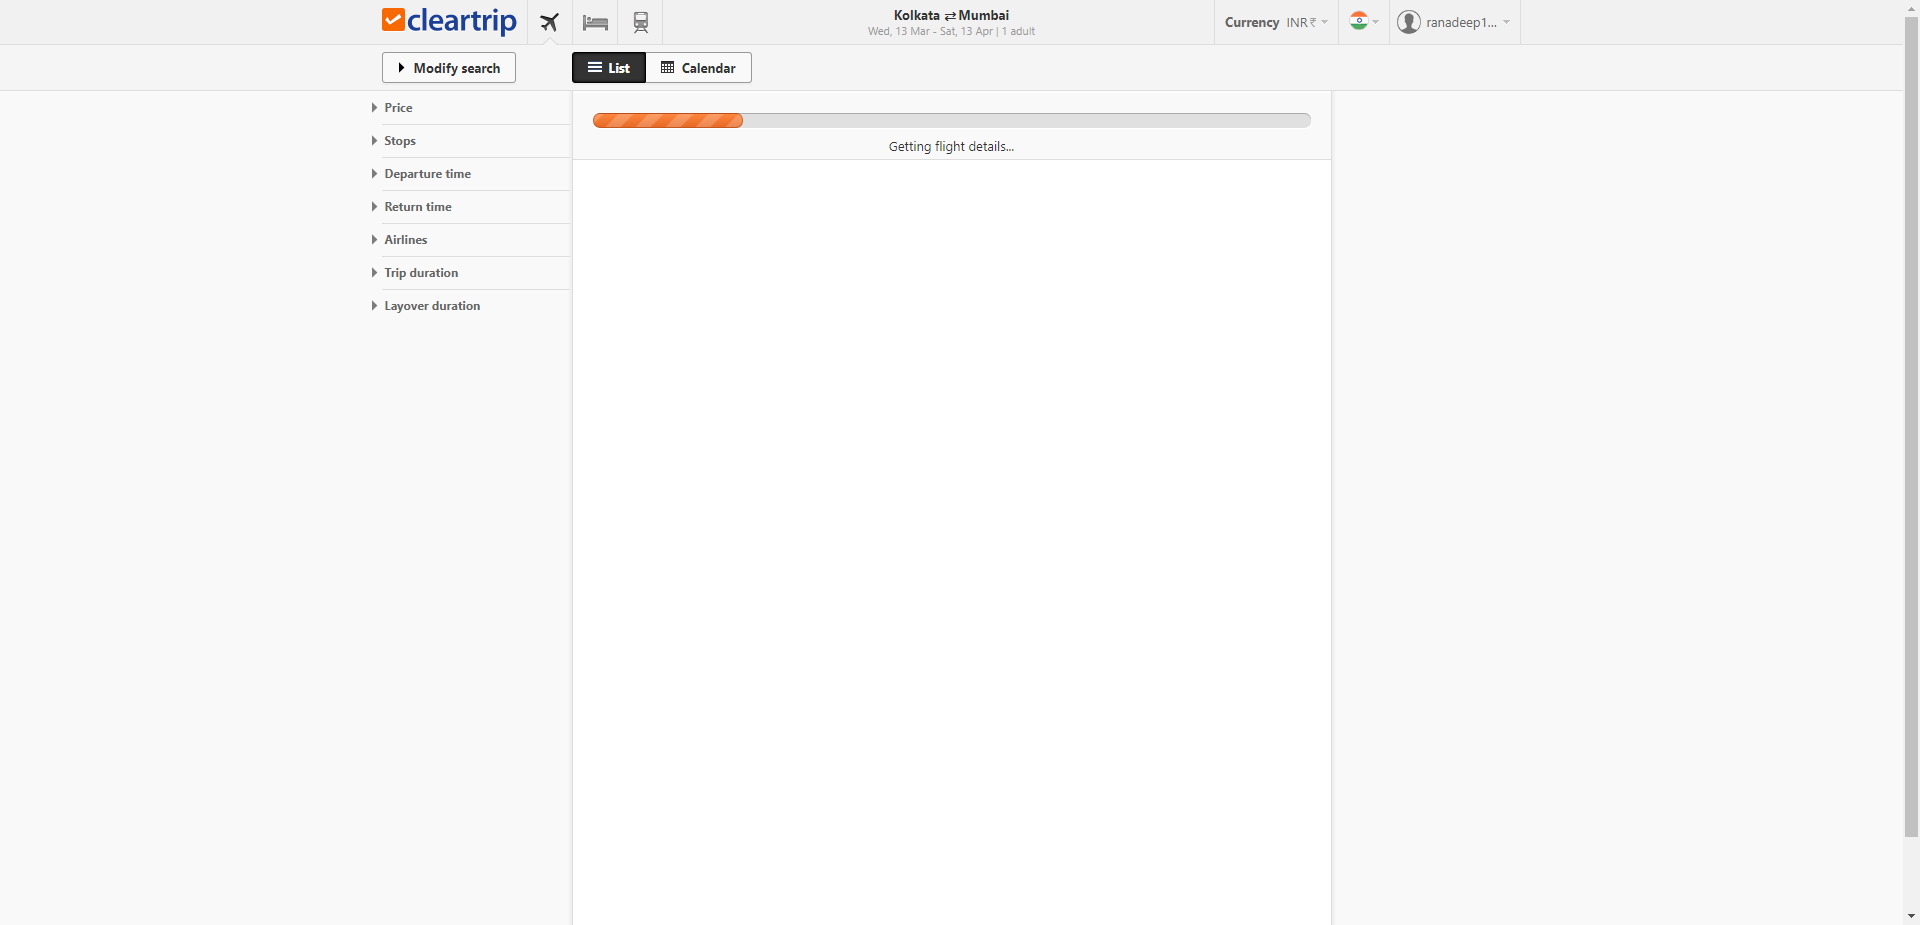 cleartrip
Kolkata ⇄ Mumbai
Wed, 13 Mar - Sat, 13 Apr | 1 adult
Currency INR ₹
ranadeep1...
Modify search
List
Calendar
Price
Stops
Departure time
Return time
Airlines
Trip duration
Layover duration
Getting flight details...